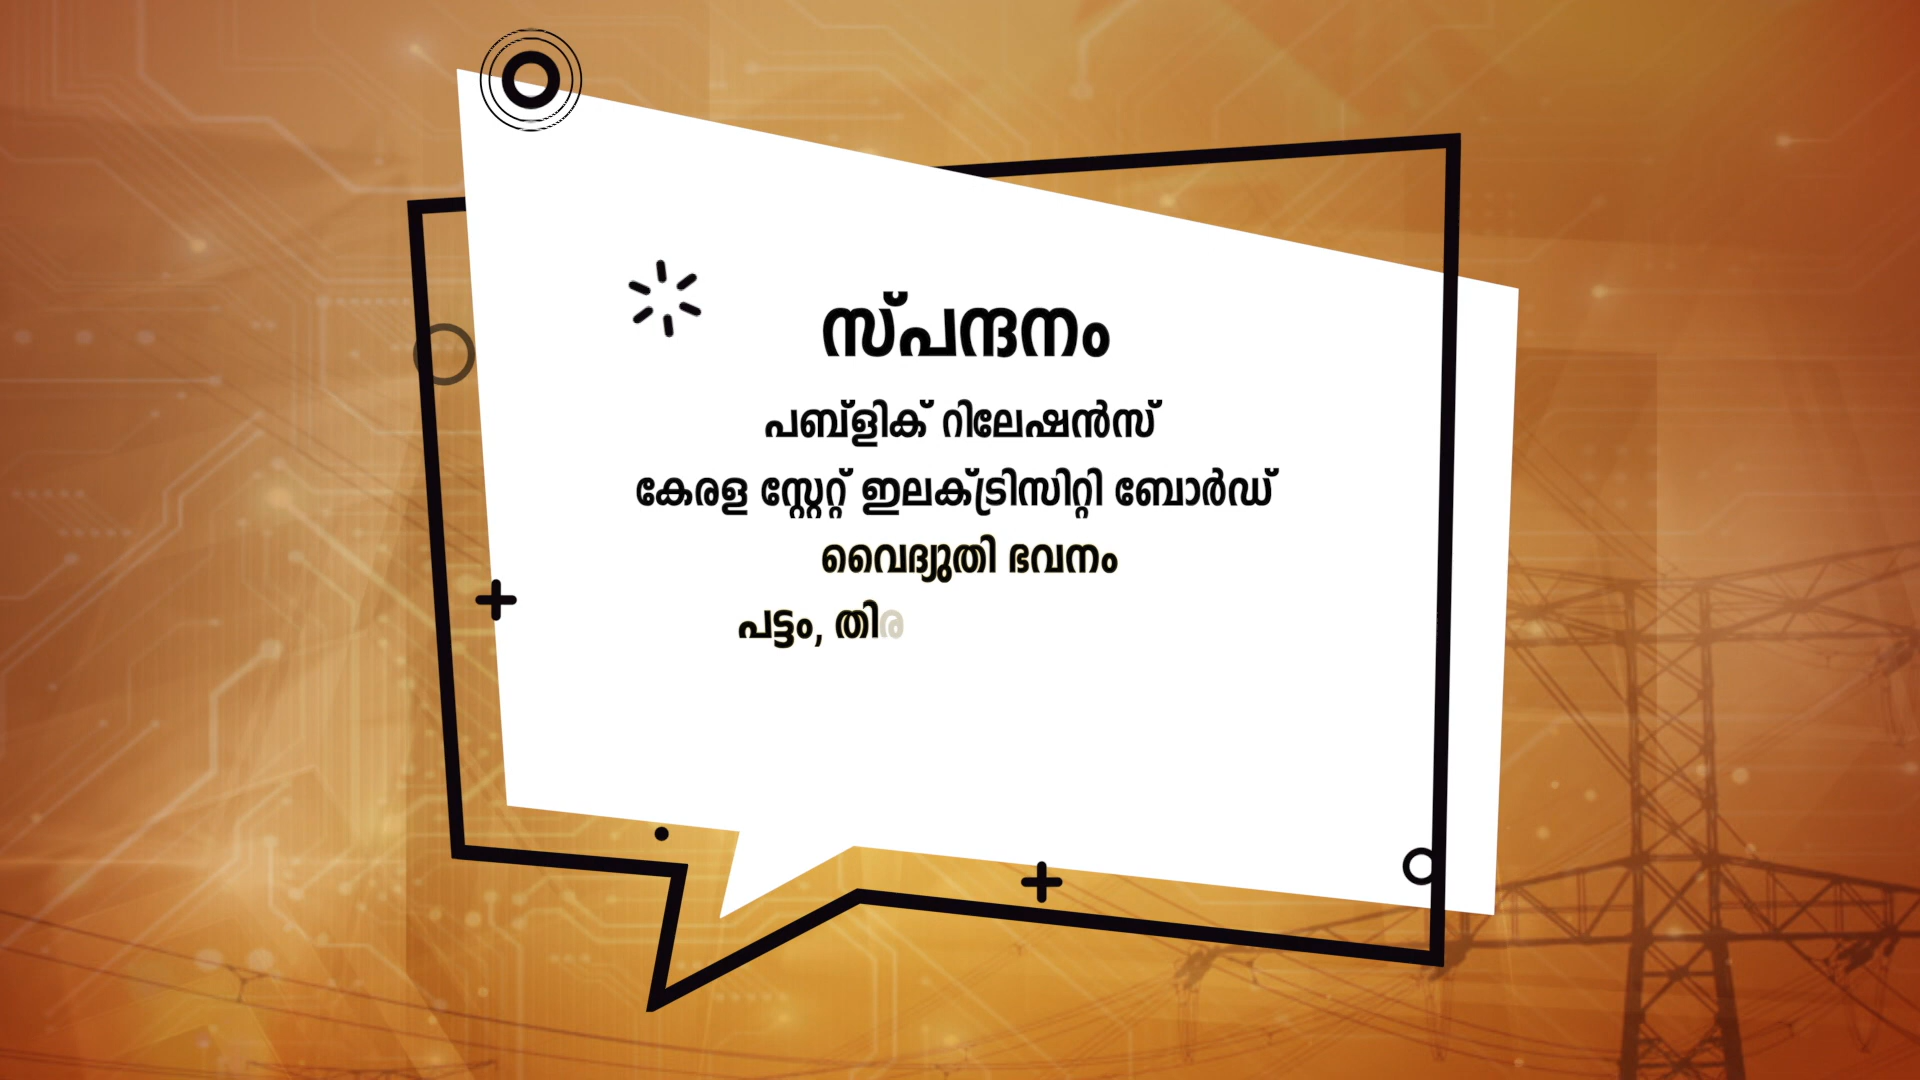 സ്പന്ദനം
പബ്ളിക് റിലേഷൻസ്
കേരള സ്റ്റേറ്റ് ഇലക്ട്രിസിറ്റി ബോർഡ്
വൈദ്യുതി ഭവനം
പട്ടം, തിര